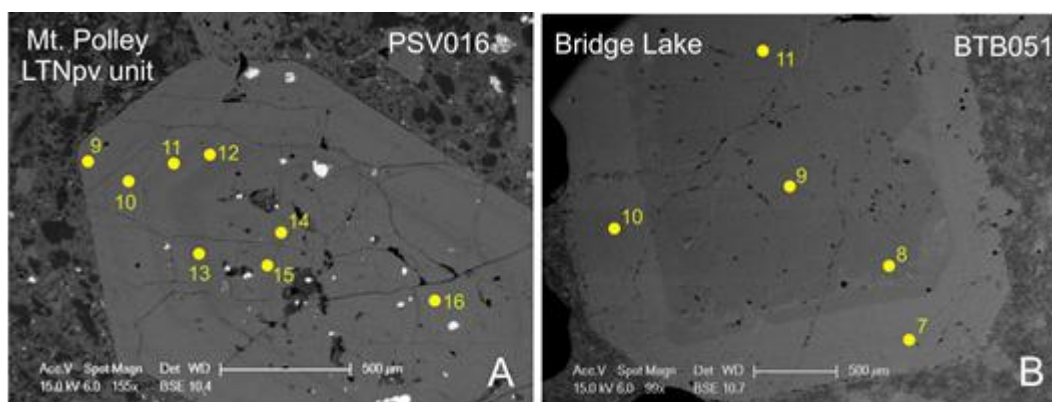 Mt. Polley
LTNpv unit
PSV016
9
10
11
12
13
14
15
16
Acc.V Spot Magn Det WD
15.0 kV 6.0 155x BSE 10.4
500 µm
A
Bridge Lake
BTB051
11
9
10
8
7
Acc.V Spot Magn Det WD
15.0 kV 6.0 99x BSE 10.7
500 µm
B